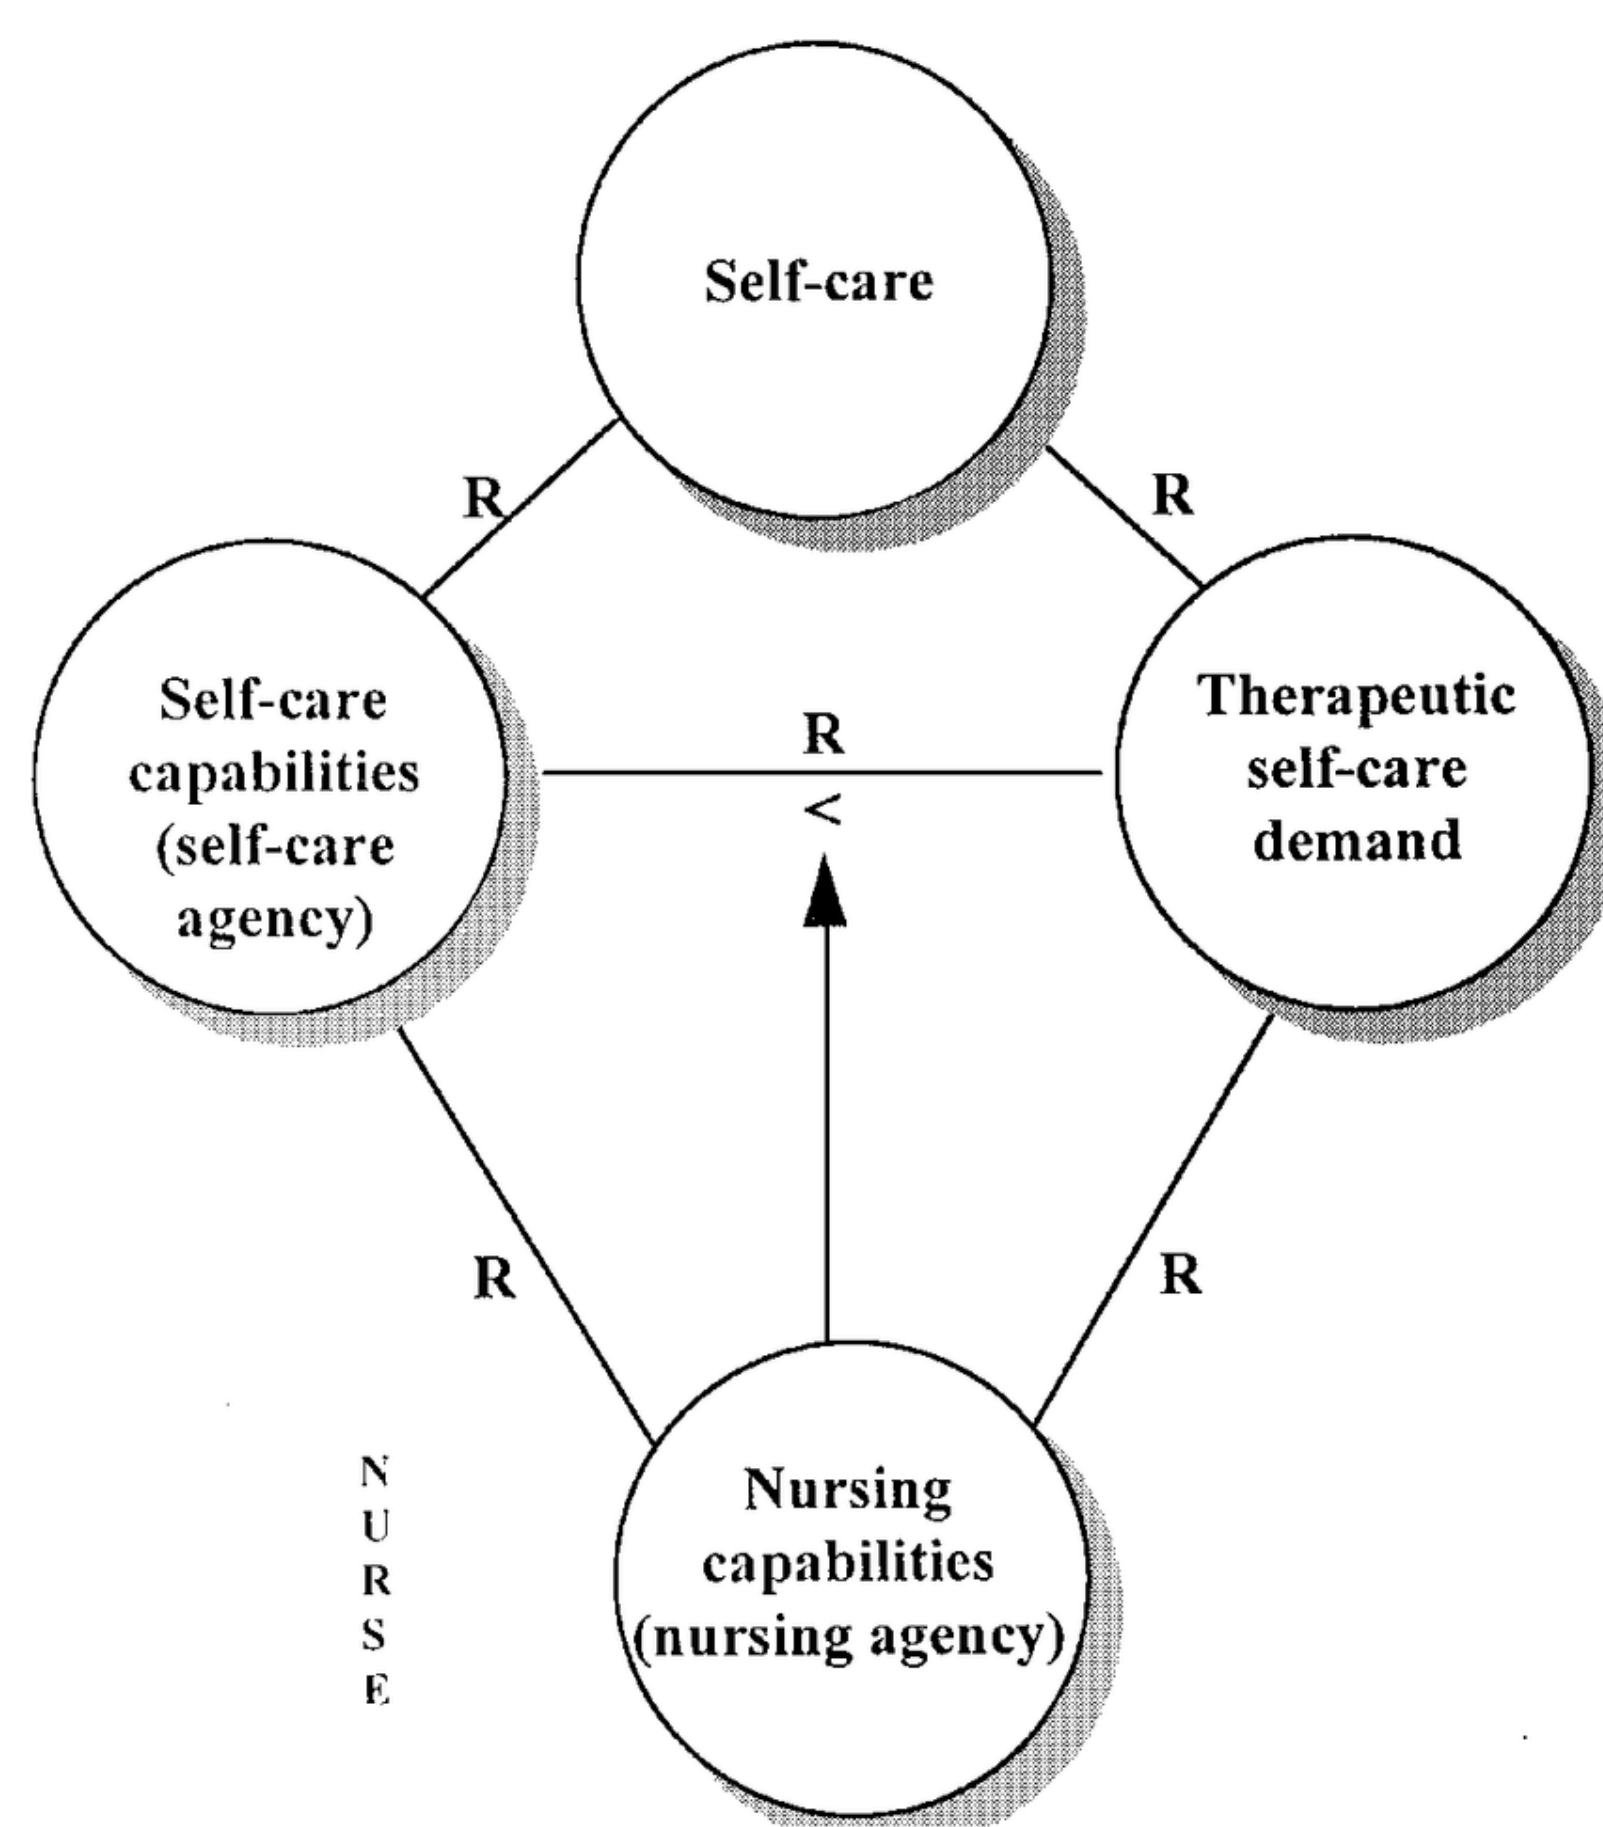 Self-care
R
R
Self-care
capabilities
(self-care
agency)
R
<
Therapeutic
self-care
demand
R
R
N
U
R
S
E
Nursing
capabilities
(nursing agency)